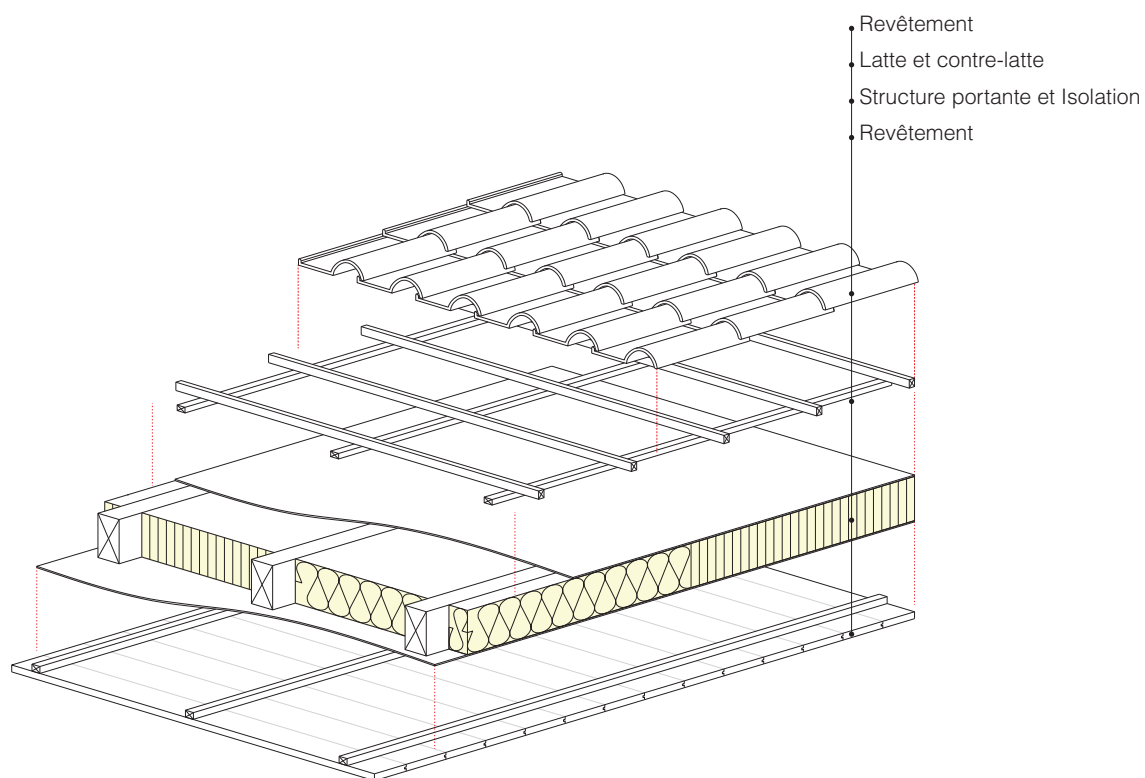 Revêtement
Latte et contre-latte
Structure portante et Isolation
Revêtement